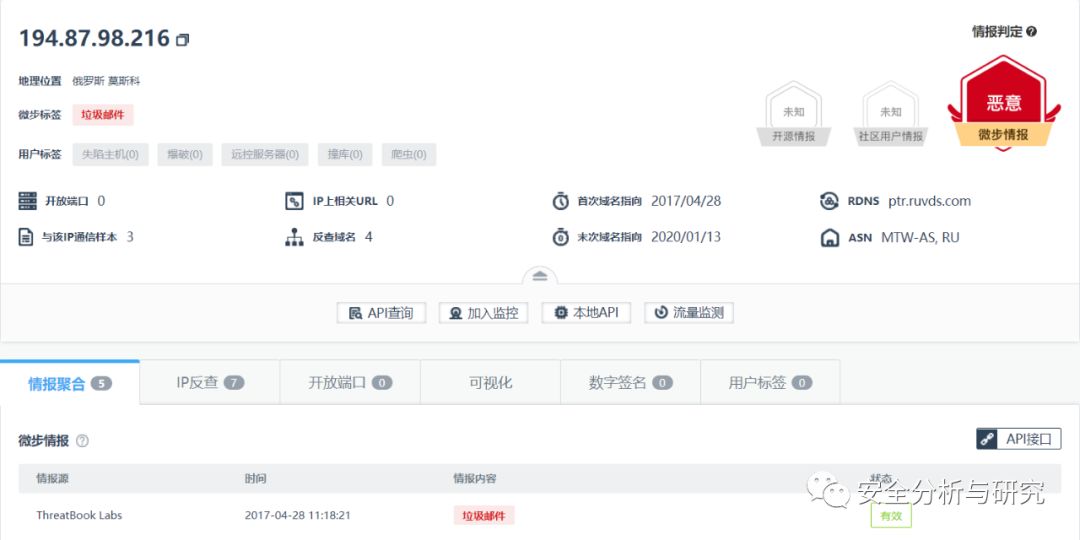 194.87.98.216
情报判定
地理位置 俄罗斯 莫斯科
微步标签 垃圾邮件
用户标签 失陷主机(0) 爆破(0) 远控服务器(0) 撞库(0) 爬虫(0)
未知 开源情报
未知 社区用户情报
恶意 微步情报
开放端口 0 IP上相关URL 0 首次域名指向 2017/04/28 RDNS ptr.ruvds.com
与该IP通信样本 3 反查域名 4 末次域名指向 2020/01/13 ASN MTW-AS, RU
API查询 加入监控 本地API 流量监测
情报聚合 5 IP反查 7 开放端口 0 可视化 数字签名 0 用户标签 0
微步情报 API接口
情报源 时间 情报内容 状态
安全分析与研究
ThreatBook Labs 2017-04-28 11:18:21 垃圾邮件 有效